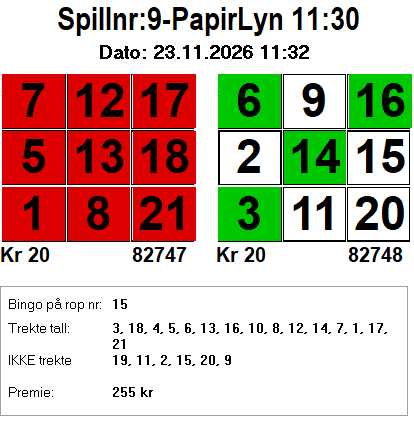 Spillnr:9-PapirLyn 11:30
Dato: 23.11.2026 11:32
7 12 17 6 9 16
5 13 18 2 14 15
1 8 21 3 11 20
Kr 20 82747 Kr 20 82748
Bingo på rop nr: 15
Trekte tall: 3, 18, 4, 5, 6, 13, 16, 10, 8, 12, 14, 7, 1, 17,
21
IKKE trekte 19, 11, 2, 15, 20, 9
Premie: 255 kr